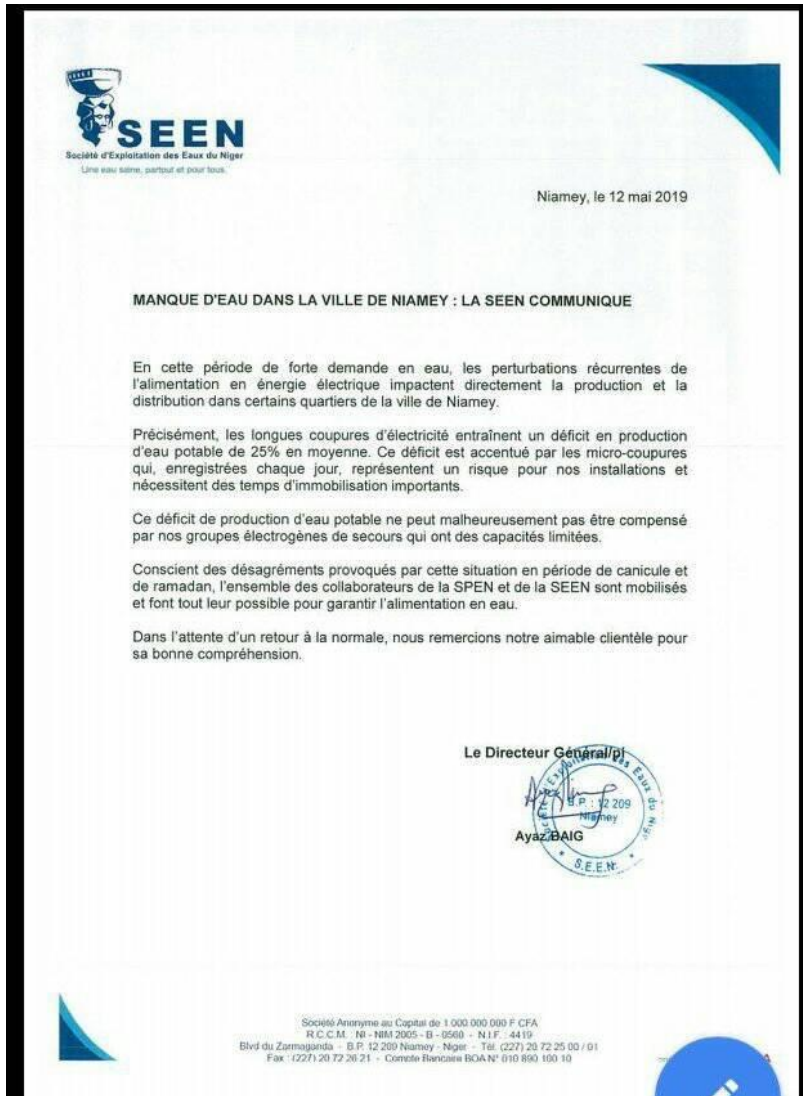 SEEN
Société d'Exploitation des Eaux du Niger
Une eau saine, partout et pour tous.
Niamey, le 12 mai 2019
MANQUE D'EAU DANS LA VILLE DE NIAMEY : LA SEEN COMMUNIQUE
En cette période de forte demande en eau, les perturbations récurrentes de
l'alimentation en énergie électrique impactent directement la production et la
distribution dans certains quartiers de la ville de Niamey.
Précisément, les longues coupures d'électricité entraînent un déficit en production
d'eau potable de 25% en moyenne. Ce déficit est accentué par les micro-coupures
qui, enregistrées chaque jour, représentent un risque pour nos installations et
nécessitent des temps d'immobilisation importants.
Ce déficit de production d'eau potable ne peut malheureusement pas être compensé
par nos groupes électrogènes de secours qui ont des capacités limitées.
Conscient des désagréments provoqués par cette situation en période de canicule et
de ramadan, l'ensemble des collaborateurs de la SPEN et de la SEEN sont mobilisés
et font tout leur possible pour garantir l'alimentation en eau.
Dans l'attente d'un retour à la normale, nous remercions notre aimable clientèle pour
sa bonne compréhension.
Le Directeur Général/pi
Société d'Exploitation des Eaux du Niger
B.P. : 12 209
Niamey
Ayaz BAIG
* S.E.E.N. *
Société Anonyme au Capital de 1 000 000 000 F CFA
R.C.C.M. : NI - NIM 2005 - B - 0560 - N.I.F. : 4419
Blvd du Zarmaganda - B.P. 12 209 Niamey - Niger - Tél. (227) 20 72 25 00 / 01
Fax : (227) 20 72 26 21 - Compte Bancaire BOA N° 010 890 100 10